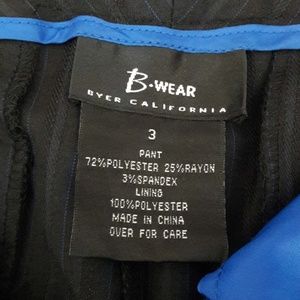 B·WEAR
BYER CALIFORNIA
3
PANT
72%POLYESTER 25%RAYON
3%SPANDEX
LINING
100%POLYESTER
MADE IN CHINA
OVER FOR CARE